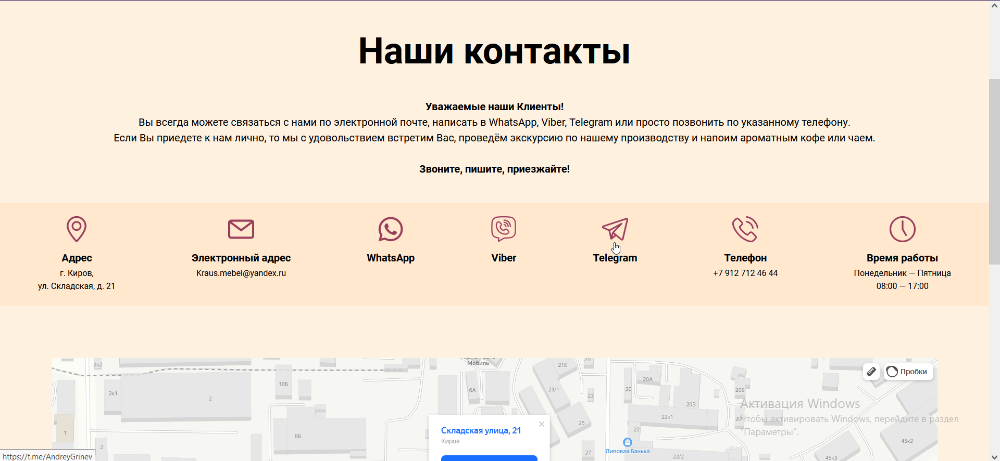 Наши контакты
Уважаемые наши Клиенты!
Вы всегда можете связаться с нами по электронной почте, написать в WhatsApp, Viber, Telegram или просто позвонить по указанному телефону.
Если Вы приедете к нам лично, то мы с удовольствием встретим Вас, проведём экскурсию по нашему производству и напоим ароматным кофе или чаем.
Звоните, пишите, приезжайте!
Адрес
г. Киров,
ул. Складская, д. 21
Электронный адрес
Kraus.mebel@yandex.ru
WhatsApp
Viber
Telegram
Телефон
+7 912 712 46 44
Время работы
Понедельник — Пятница
08:00 — 17:00
2к2
Мобиль
21Б
Пробки
10Б
2к1
2
6А
23/1
23
20
20А
20Б
20В
Активация Windows
Чтобы активировать Windows, перейдите в раздел
"Параметры".
22к1
25
22
1
8Б
Складская улица, 21
Киров
2
27
Липовая Банька
22/2
45к2
45к3
https://t.me/AndreyGrinev